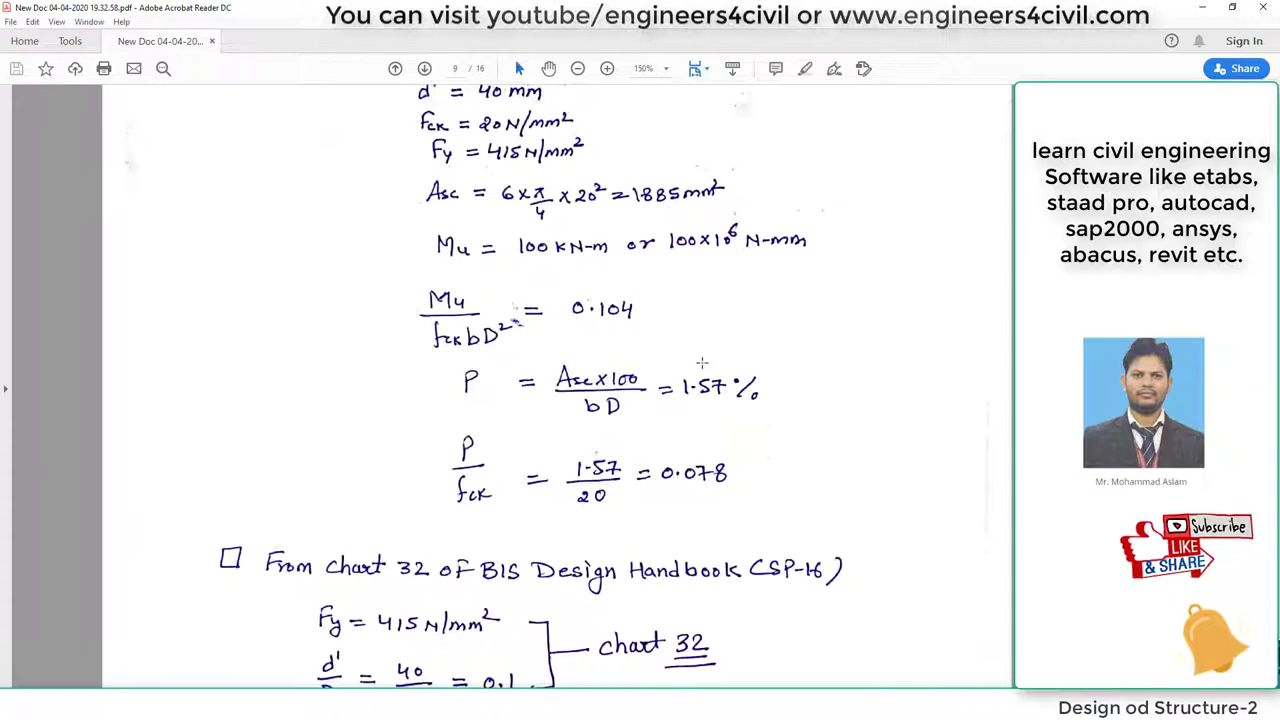 New Doc 04-04-2020 19.32.58.pdf - Adobe Acrobat Reader DC
You can visit youtube/engineers4civil or www.engineers4civil.com
File Edit View Window Help
Home Tools New Doc 04-04-20... × Sign In
9 / 16 150% Share
d' = 40 mm
fck = 20 N/mm²
Fy = 415 N/mm²
Asc = 6 × π/4 × 20² = 1885 mm²
Mu = 100 kN-m or 100×10⁶ N-mm
Mu / fck bD² = 0.104
P = Asc×100 / bD = 1.57 %
P / fck = 1.57 / 20 = 0.078
From chart 32 of BIS Design Handbook (SP-16)
Fy = 415 N/mm²
chart 32
d' = 40 = 0.1
learn civil engineering
Software like etabs,
staad pro, autocad,
sap2000, ansys,
abacus, revit etc.
Mr. Mohammad Aslam
Subscribe
LIKE
& SHARE
Design od Structure-2